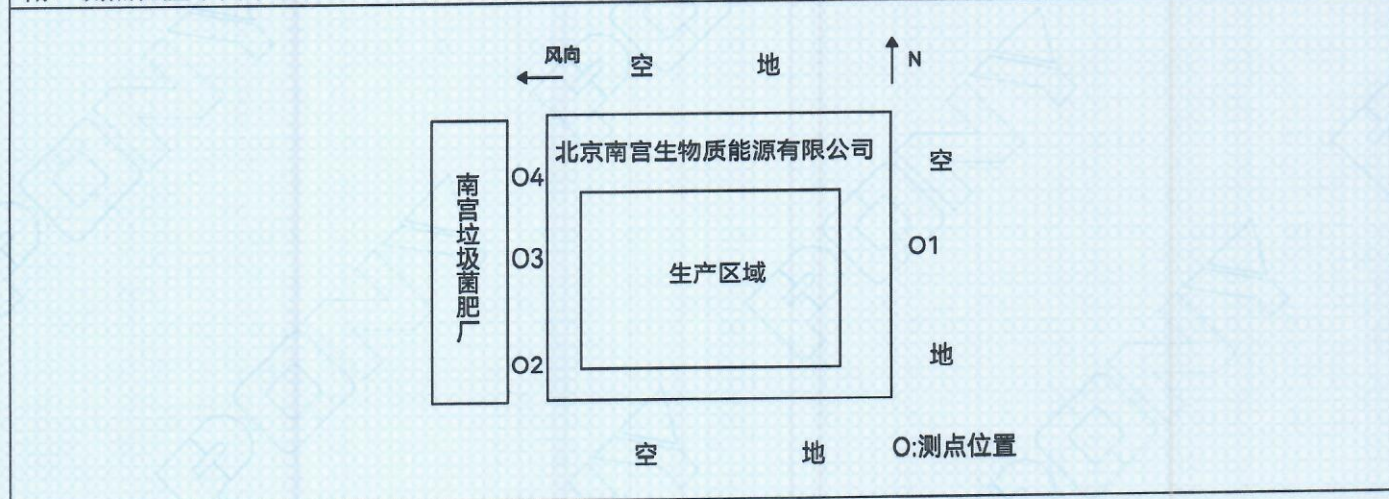 风向
空 地
N
北京南宫生物质能源有限公司
空
O4
南宫垃圾菌肥厂
O3
生产区域
O1
O2
地
空 地
O:测点位置